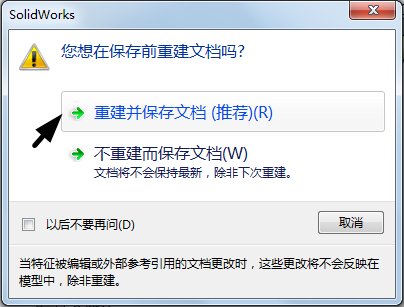 SolidWorks
您想在保存前重建文档吗?
重建并保存文档 (推荐)(R)
不重建而保存文档(W)
文档将不会保持最新，除非下次重建。
以后不要再问(D)
取消
当特征被编辑或外部参考引用的文档更改时，这些更改将不会反映在
模型中，除非重建。